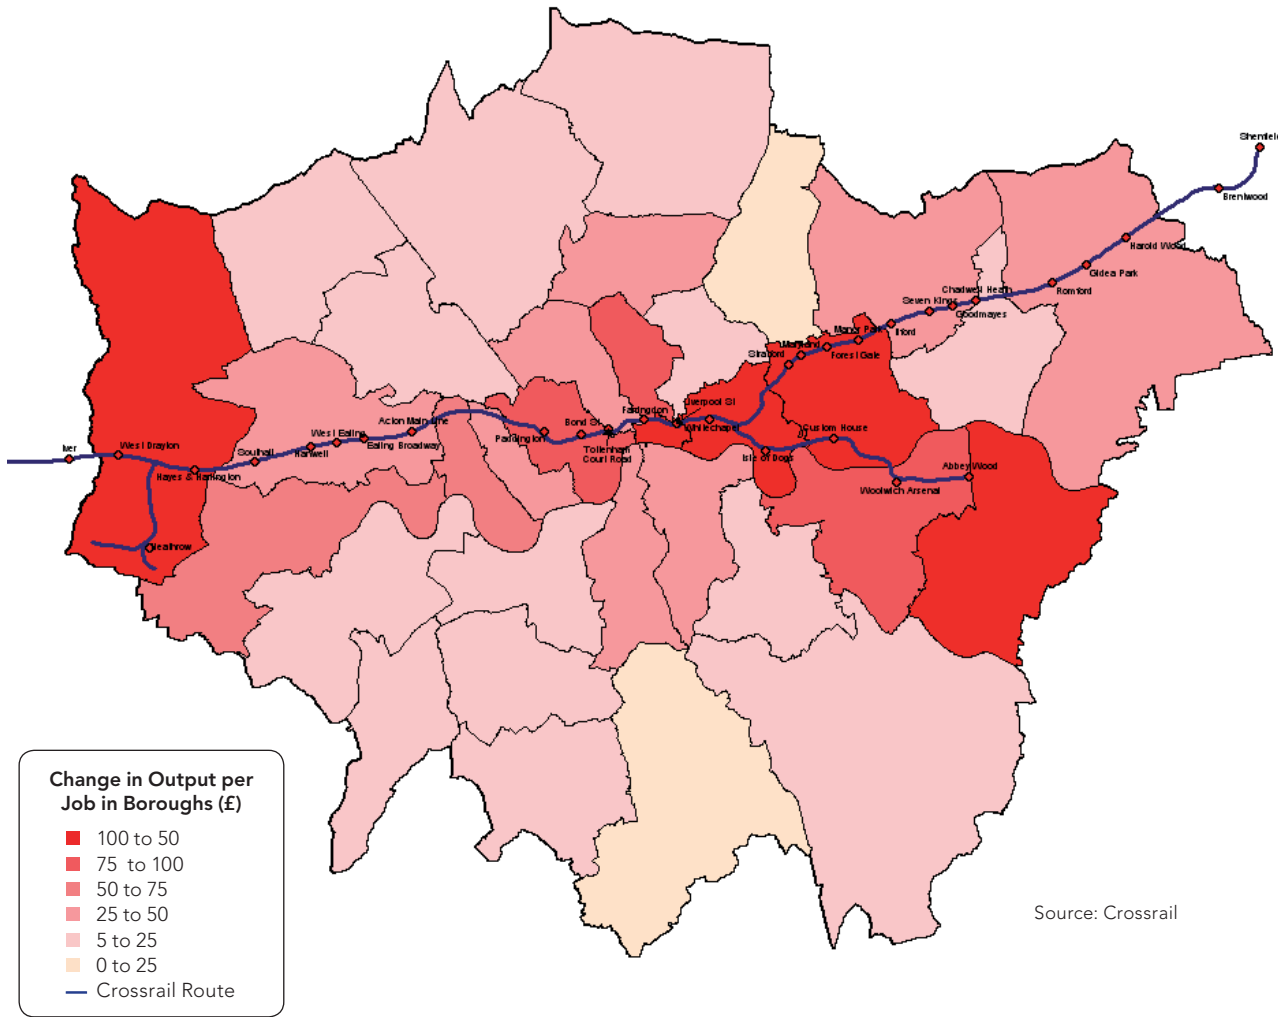 Shenfield
Brentwood
Harold Wood
Gidea Park
Romford
Chadwell Heath
Goodmayes
Seven Kings
Ilford
Manor Park
Forest Gate
Maryland
Stratford
Liverpool St
Whitechapel
Farringdon
Custom House
Isle of Dogs
Abbey Wood
Woolwich Arsenal
Bond St
Tottenham
Court Road
Paddington
Acton Main Line
Ealing Broadway
West Ealing
Hanwell
Southall
Hayes & Harlington
West Drayton
Iver
Heathrow
Change in Output per
Job in Boroughs (£)
100 to 50
75 to 100
50 to 75
25 to 50
5 to 25
0 to 25
Crossrail Route
Source: Crossrail